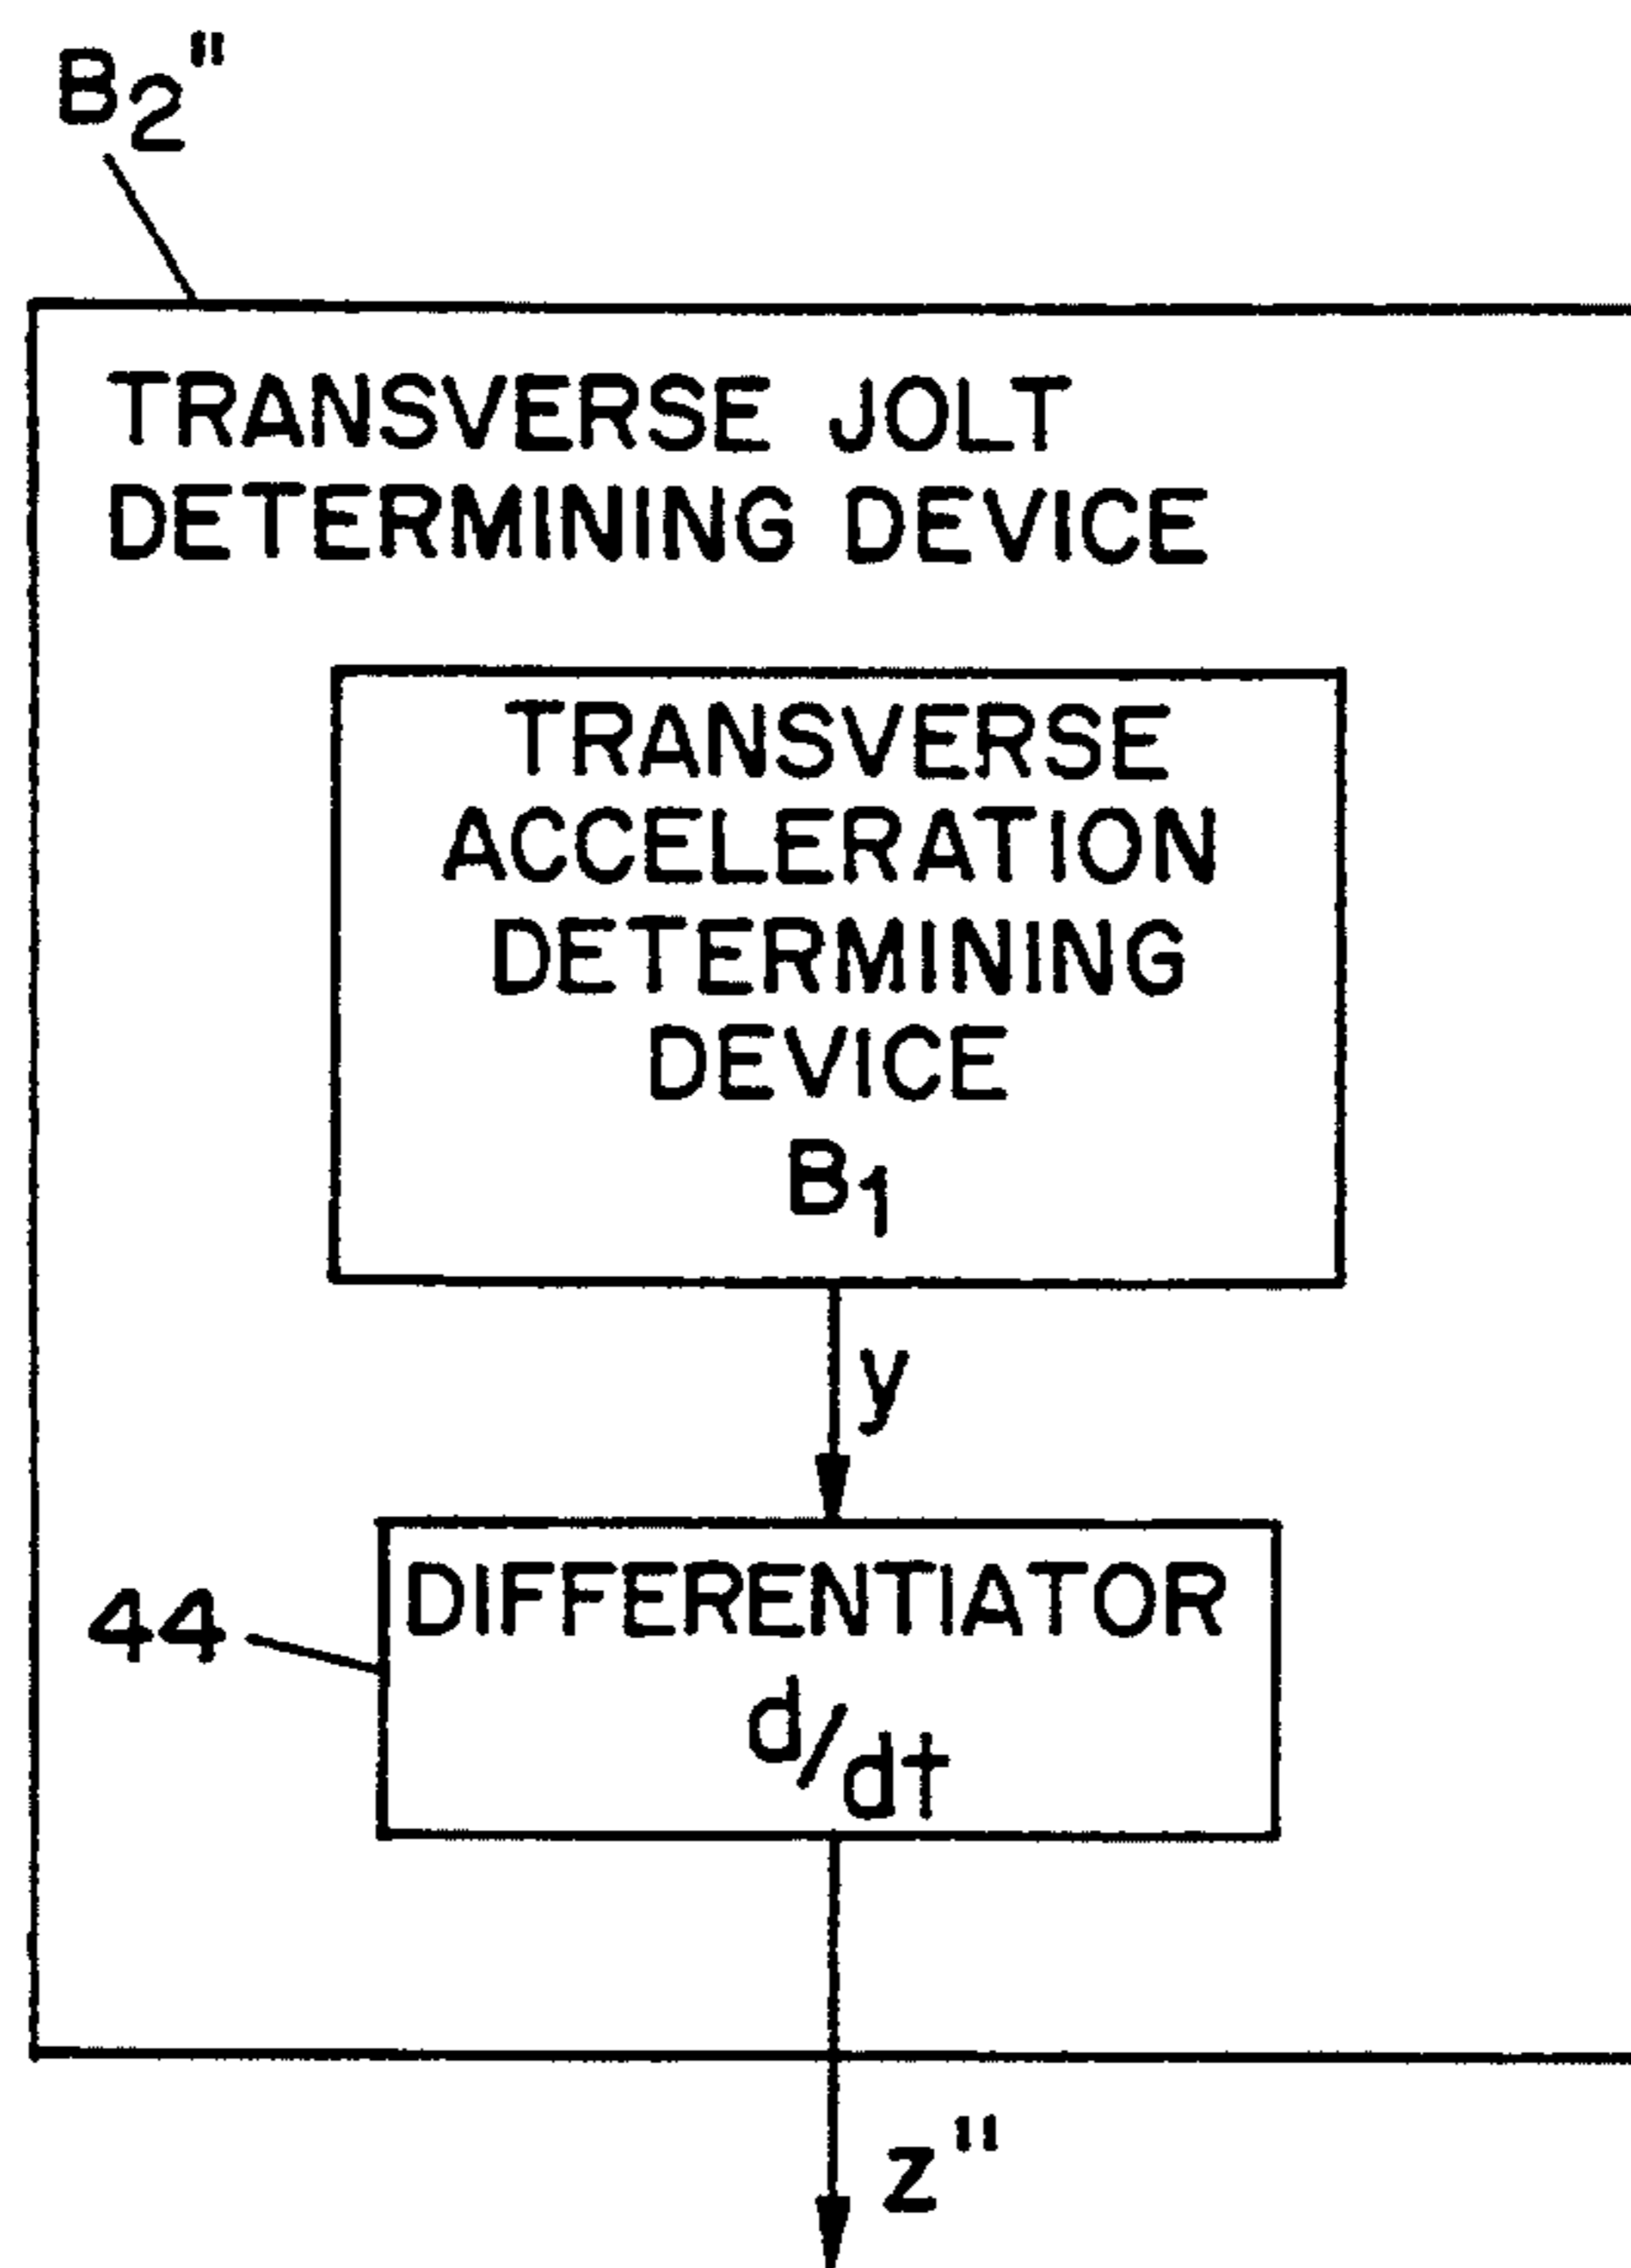 B2"
TRANSVERSE JOLT
DETERMINING DEVICE
TRANSVERSE
ACCELERATION
DETERMINING
DEVICE
B1
y
44
DIFFERENTIATOR
d/dt
z"